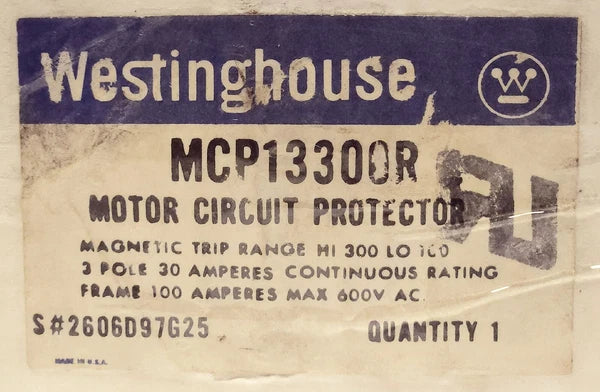 Westinghouse
W
MCP13300R
MOTOR CIRCUIT PROTECTOR
RU
MAGNETIC TRIP RANGE HI 300 LO 100
3 POLE 30 AMPERES CONTINUOUS RATING
FRAME 100 AMPERES MAX 600V AC.
S#2606D97G25 QUANTITY 1
MADE IN U.S.A.